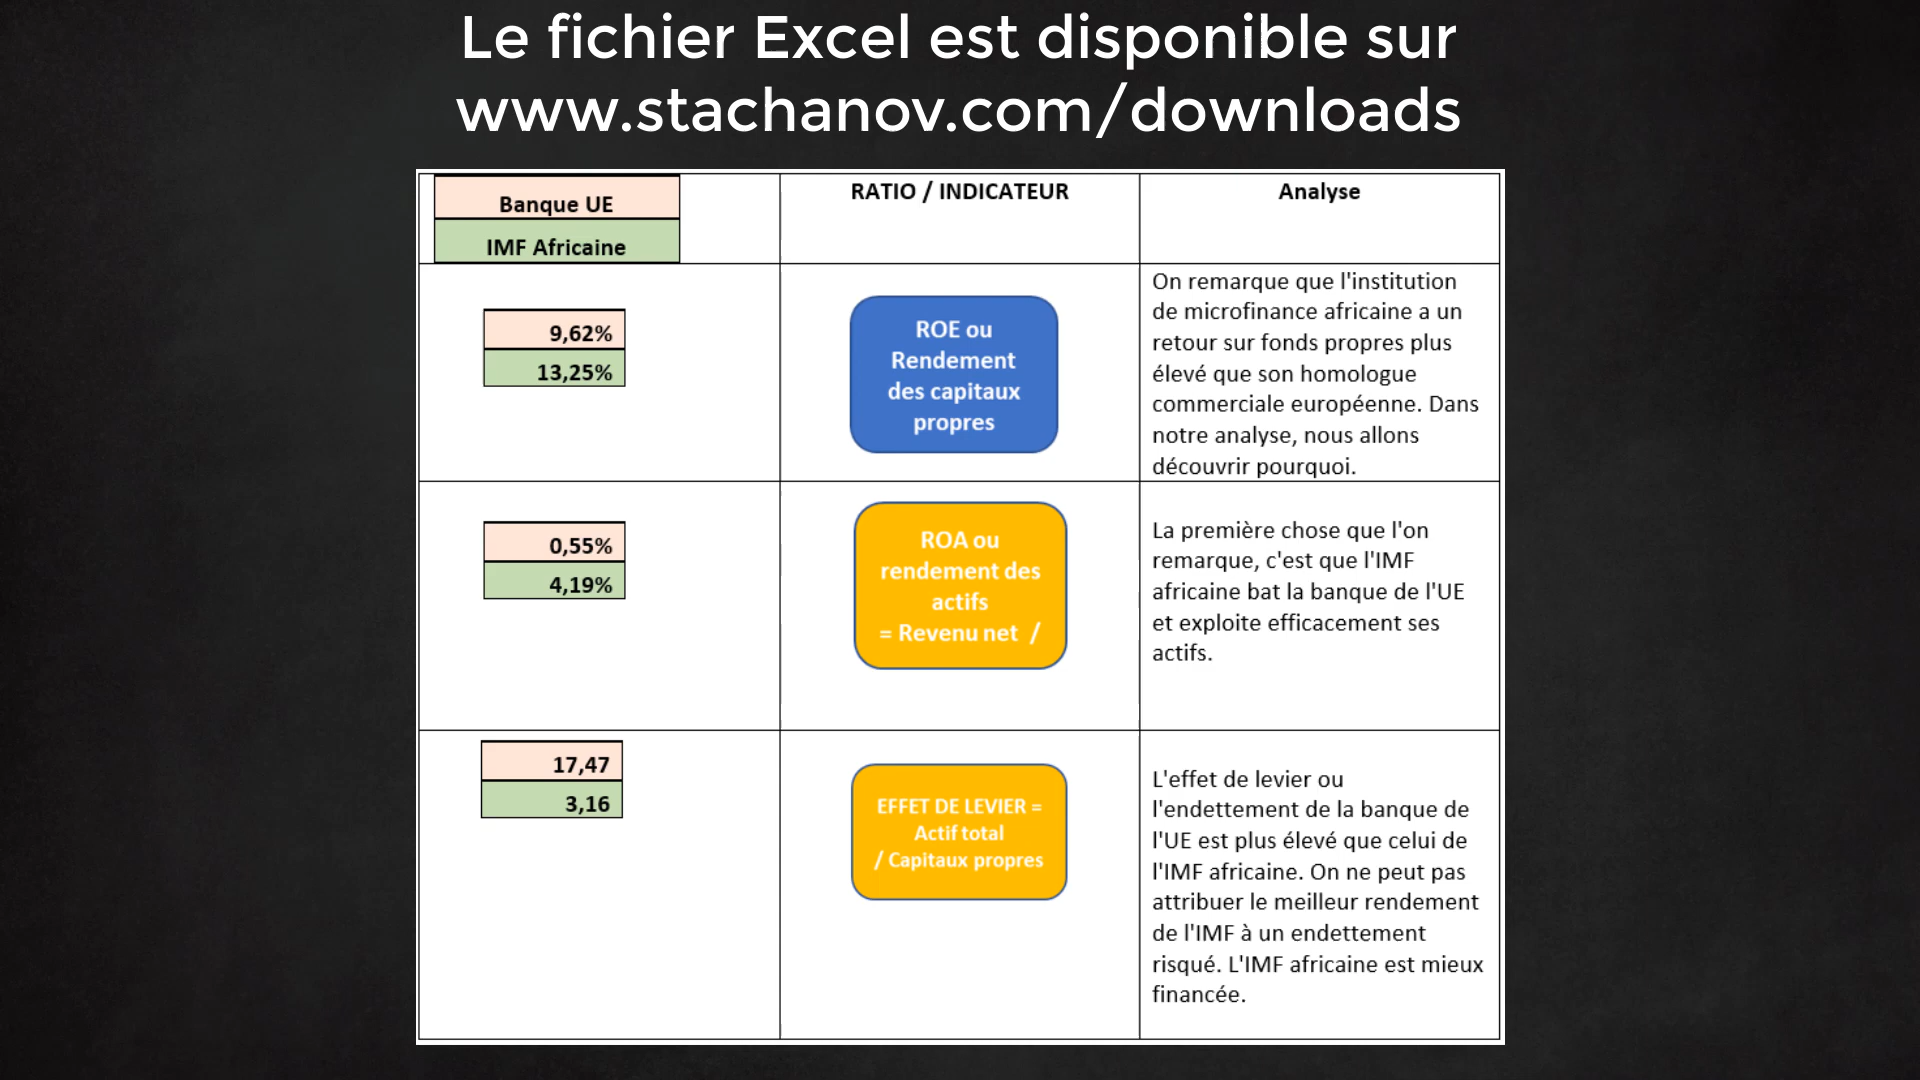 Le fichier Excel est disponible sur
www.stachanov.com/downloads
Banque UE
IMF Africaine
RATIO / INDICATEUR
Analyse
9,62%
13,25%
ROE ou
Rendement
des capitaux
propres
On remarque que l'institution
de microfinance africaine a un
retour sur fonds propres plus
élevé que son homologue
commerciale européenne. Dans
notre analyse, nous allons
découvrir pourquoi.
0,55%
4,19%
ROA ou
rendement des
actifs
= Revenu net /
La première chose que l'on
remarque, c'est que l'IMF
africaine bat la banque de l'UE
et exploite efficacement ses
actifs.
17,47
3,16
EFFET DE LEVIER =
Actif total
/ Capitaux propres
L'effet de levier ou
l'endettement de la banque de
l'UE est plus élevé que celui de
l'IMF africaine. On ne peut pas
attribuer le meilleur rendement
de l'IMF à un endettement
risqué. L'IMF africaine est mieux
financée.